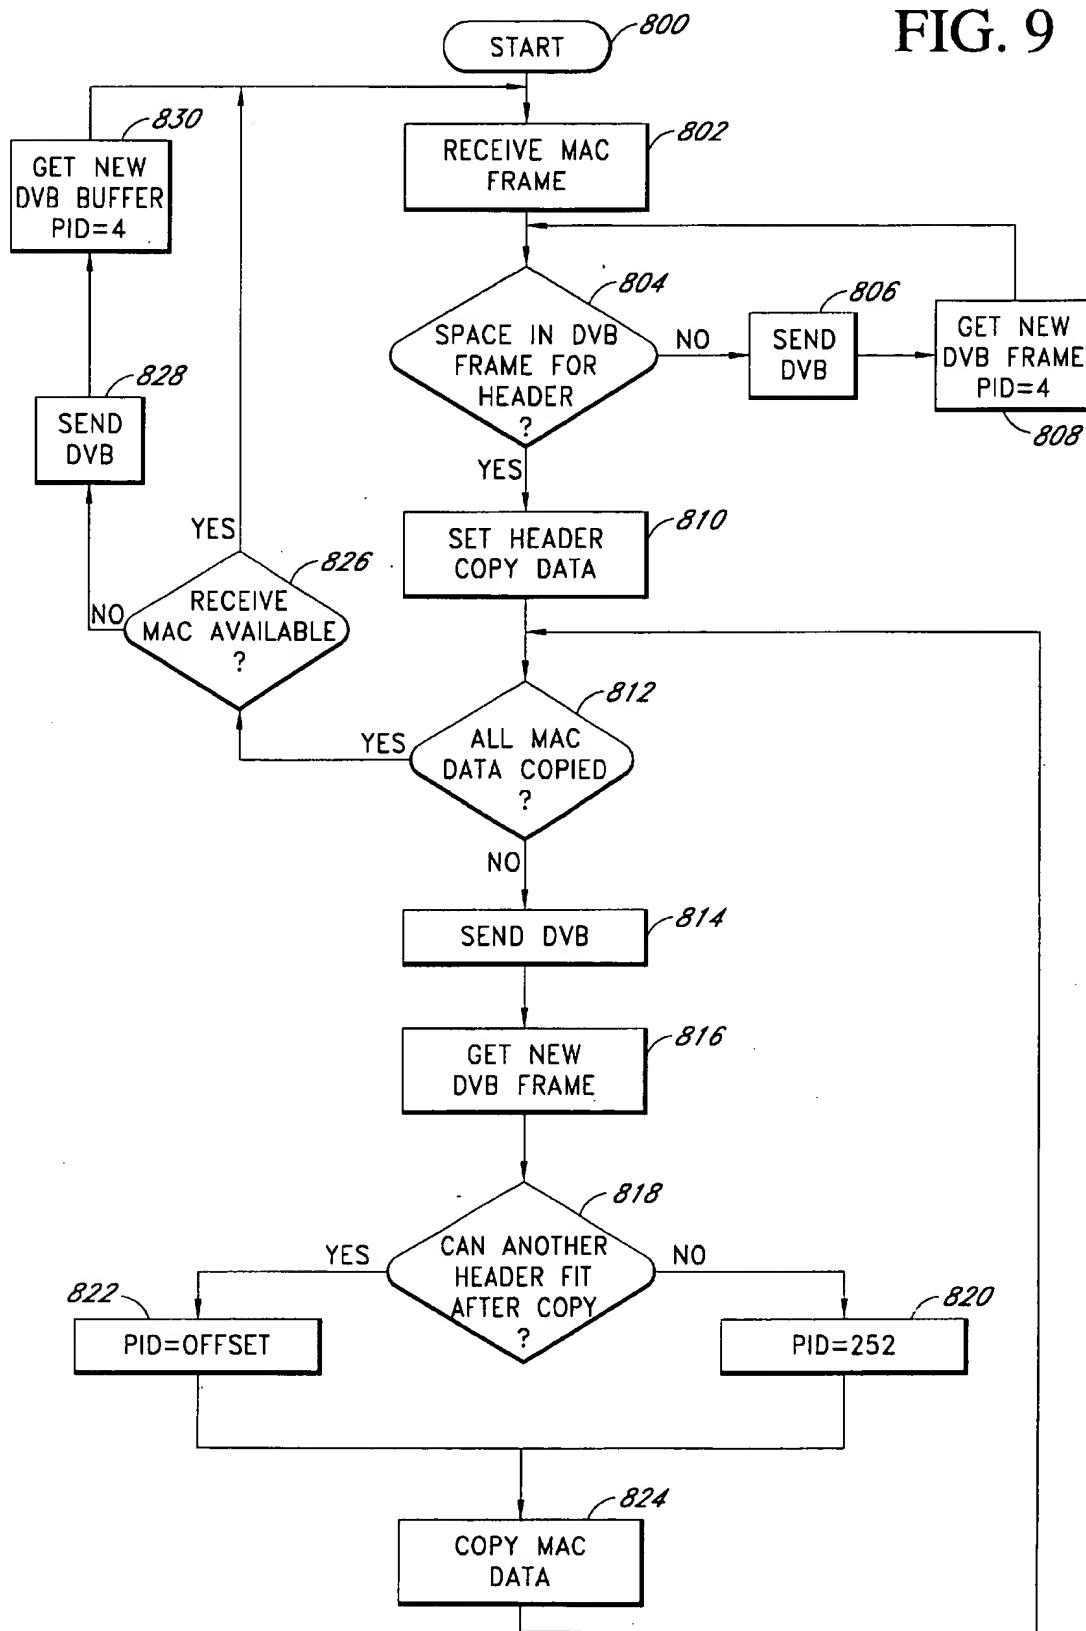 FIG. 9
START
800
RECEIVE MAC
FRAME
802
GET NEW
DVB BUFFER
PID=4
830
SPACE IN DVB
FRAME FOR
HEADER
?
804
NO
SEND
DVB
806
GET NEW
DVB FRAME
PID=4
808
YES
SEND
DVB
828
SET HEADER
COPY DATA
810
YES
RECEIVE
MAC AVAILABLE
?
826
NO
ALL MAC
DATA COPIED
?
812
YES
NO
SEND DVB
814
GET NEW
DVB FRAME
816
CAN ANOTHER
HEADER FIT
AFTER COPY
?
818
YES
NO
PID=OFFSET
822
PID=252
820
COPY MAC
DATA
824